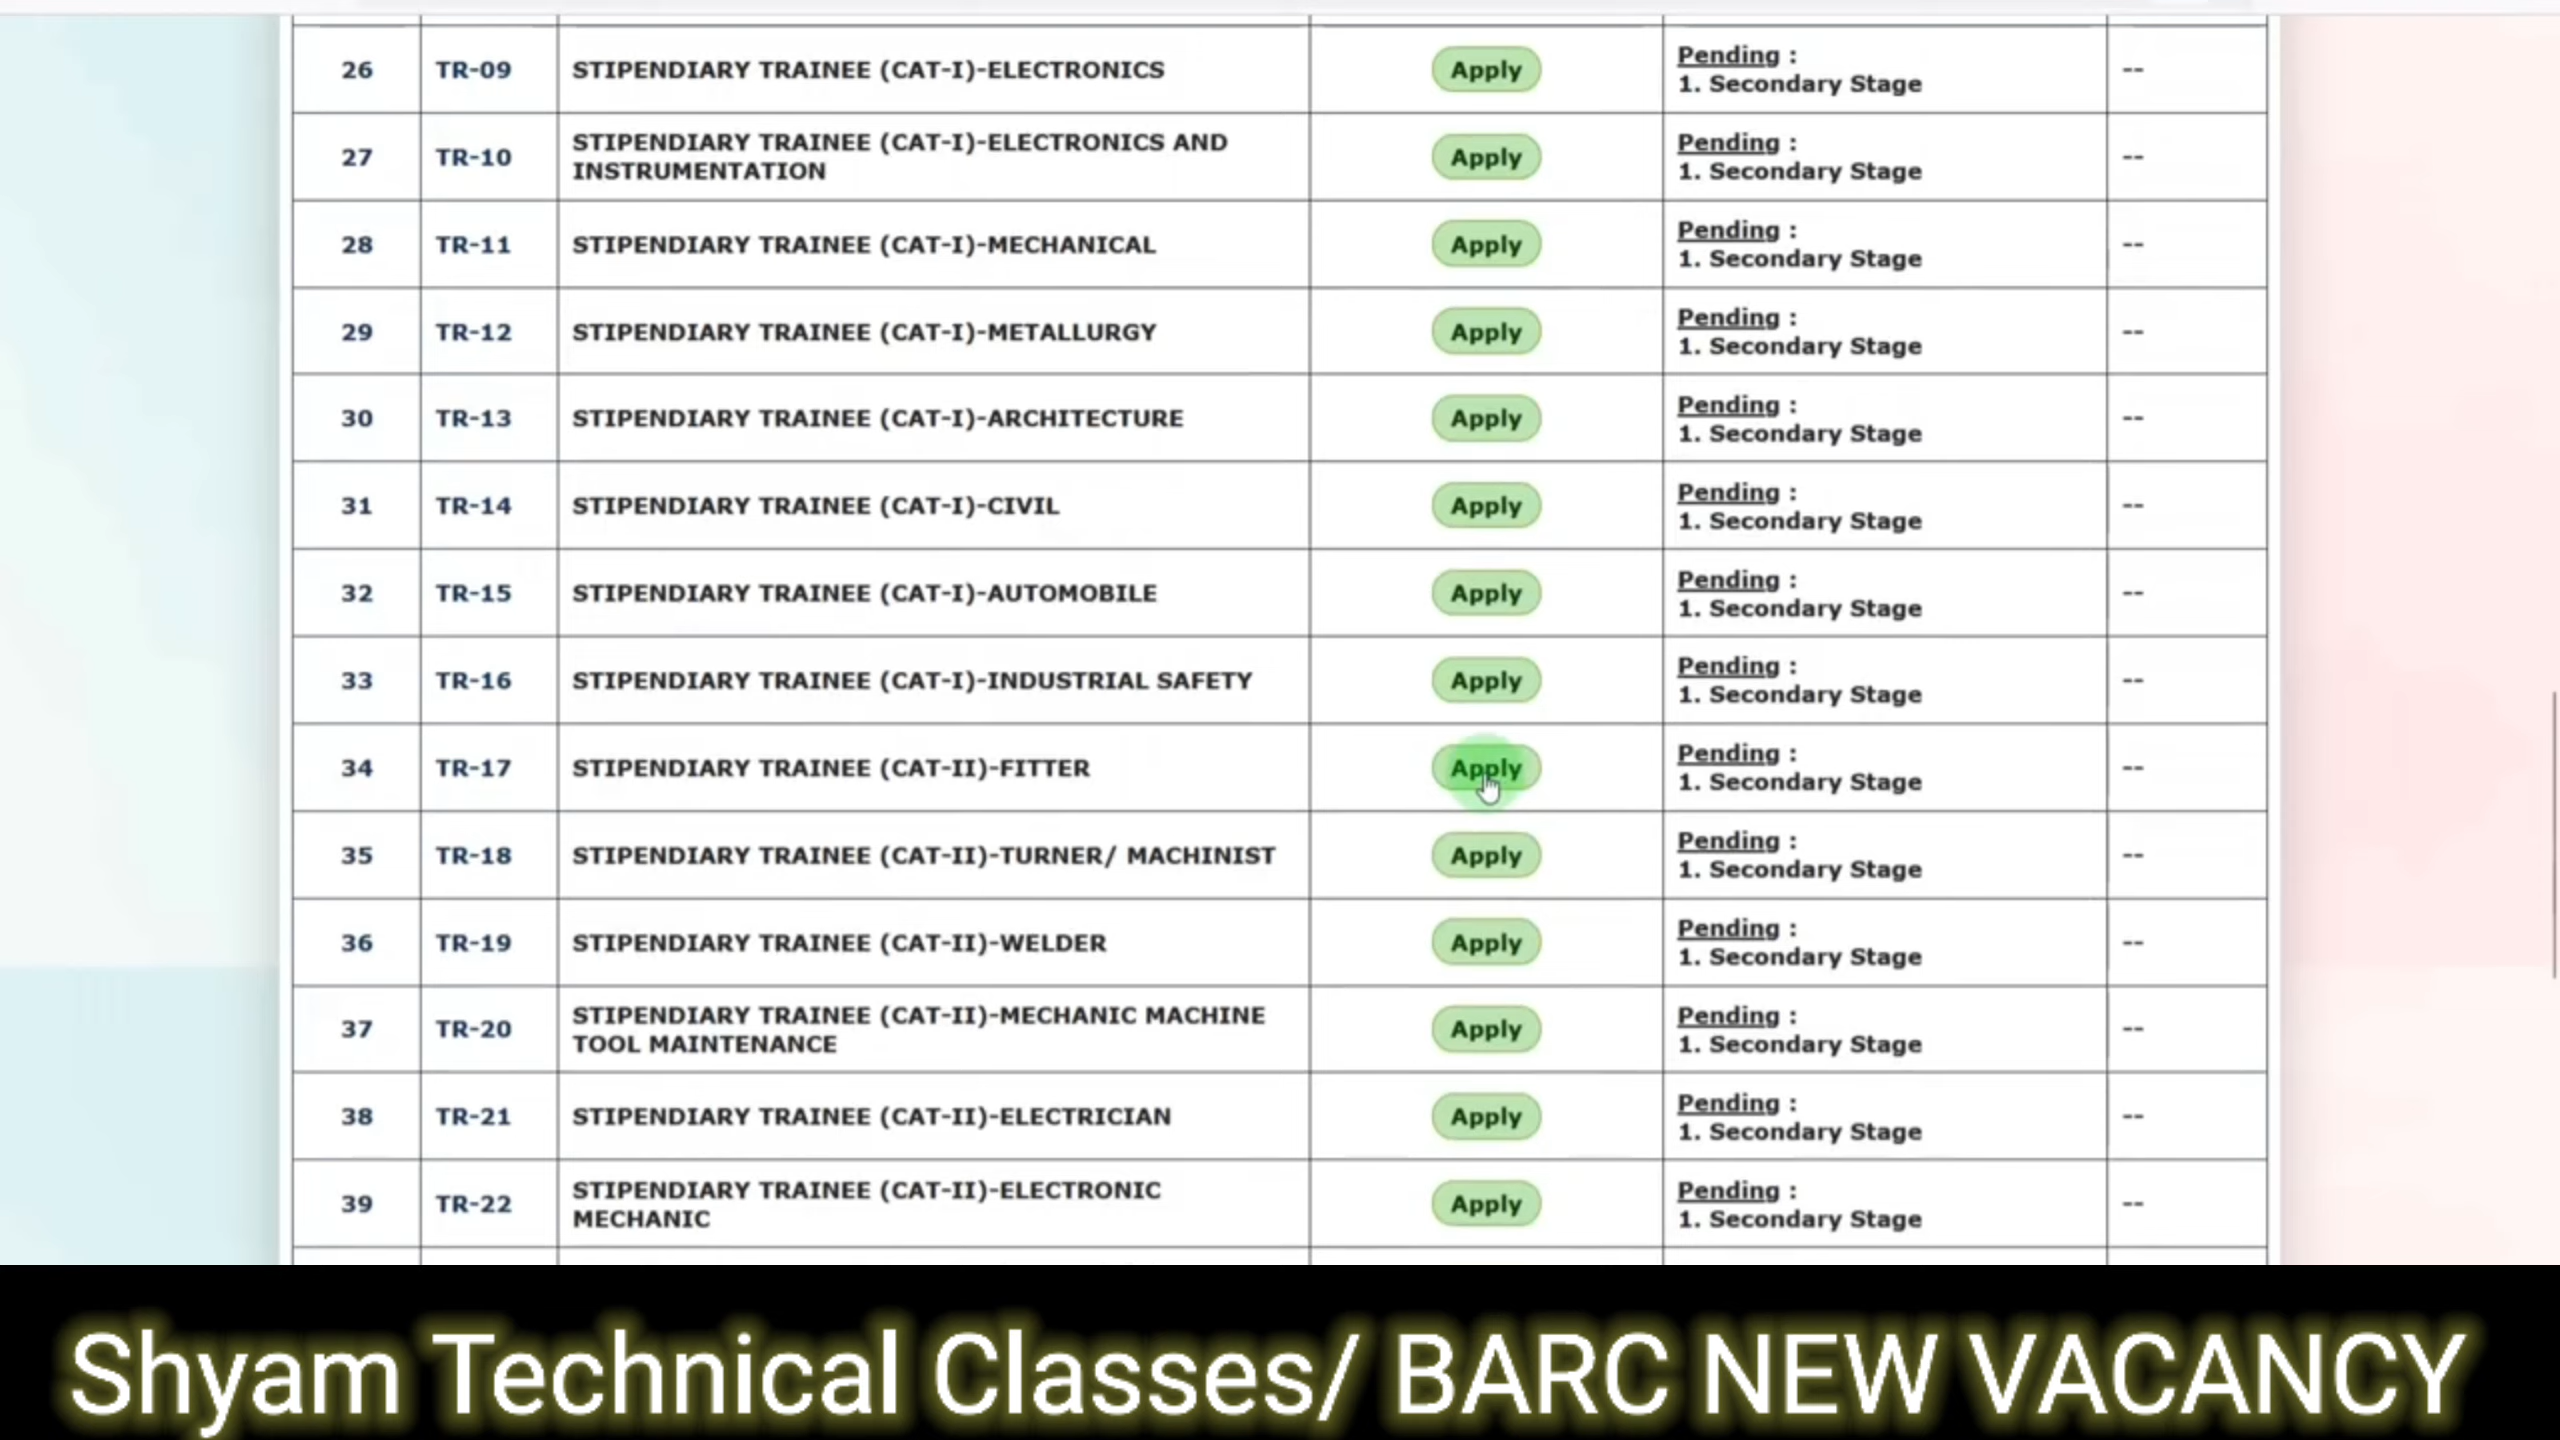 26 TR-09 STIPENDIARY TRAINEE (CAT-I)-ELECTRONICS Apply Pending :
1. Secondary Stage --
27 TR-10 STIPENDIARY TRAINEE (CAT-I)-ELECTRONICS AND
INSTRUMENTATION Apply Pending :
1. Secondary Stage --
28 TR-11 STIPENDIARY TRAINEE (CAT-I)-MECHANICAL Apply Pending :
1. Secondary Stage --
29 TR-12 STIPENDIARY TRAINEE (CAT-I)-METALLURGY Apply Pending :
1. Secondary Stage --
30 TR-13 STIPENDIARY TRAINEE (CAT-I)-ARCHITECTURE Apply Pending :
1. Secondary Stage --
31 TR-14 STIPENDIARY TRAINEE (CAT-I)-CIVIL Apply Pending :
1. Secondary Stage --
32 TR-15 STIPENDIARY TRAINEE (CAT-I)-AUTOMOBILE Apply Pending :
1. Secondary Stage --
33 TR-16 STIPENDIARY TRAINEE (CAT-I)-INDUSTRIAL SAFETY Apply Pending :
1. Secondary Stage --
34 TR-17 STIPENDIARY TRAINEE (CAT-II)-FITTER Apply Pending :
1. Secondary Stage --
35 TR-18 STIPENDIARY TRAINEE (CAT-II)-TURNER/ MACHINIST Apply Pending :
1. Secondary Stage --
36 TR-19 STIPENDIARY TRAINEE (CAT-II)-WELDER Apply Pending :
1. Secondary Stage --
37 TR-20 STIPENDIARY TRAINEE (CAT-II)-MECHANIC MACHINE
TOOL MAINTENANCE Apply Pending :
1. Secondary Stage --
38 TR-21 STIPENDIARY TRAINEE (CAT-II)-ELECTRICIAN Apply Pending :
1. Secondary Stage --
39 TR-22 STIPENDIARY TRAINEE (CAT-II)-ELECTRONIC
MECHANIC Apply Pending :
1. Secondary Stage --
Shyam Technical Classes/ BARC NEW VACANCY